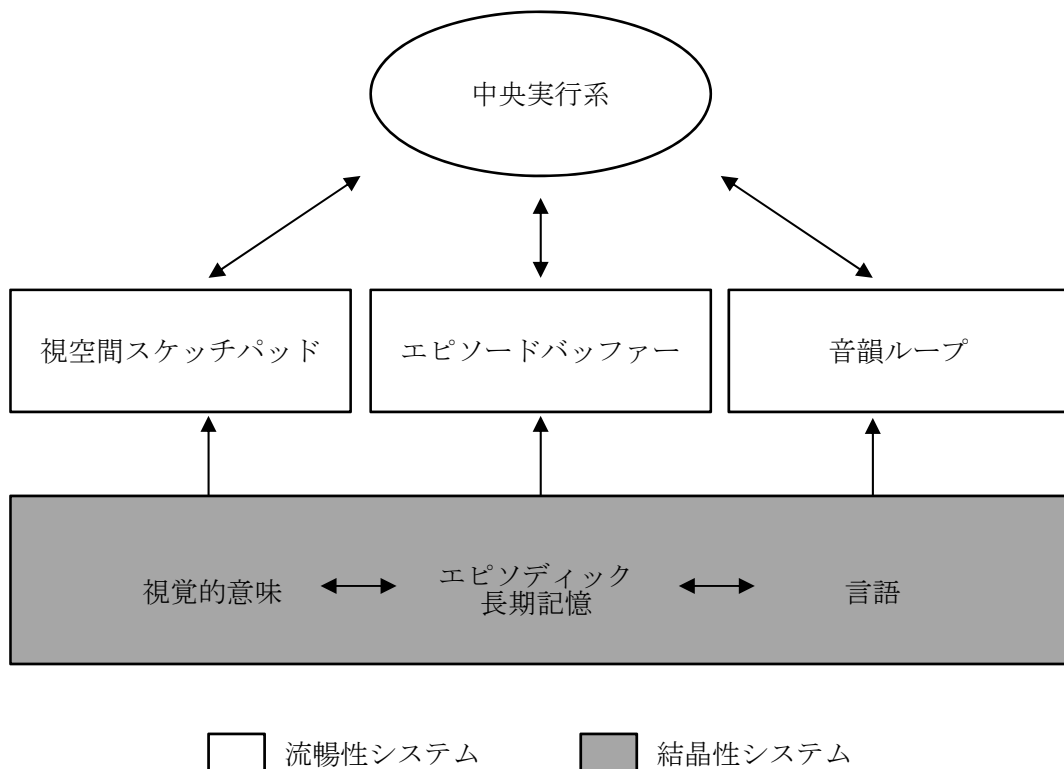 中央実行系
視空間スケッチパッド
エピソードバッファー
音韻ループ
視覚的意味
エピソディック
長期記憶
言語
流暢性システム
結晶性システム